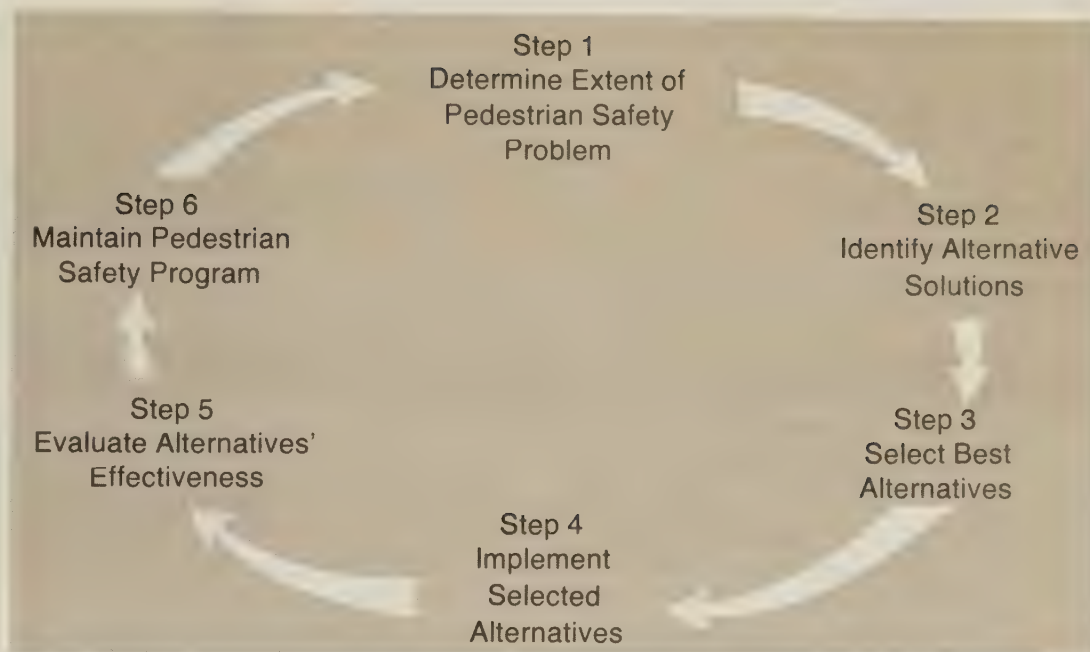 Step 1
Determine Extent of
Pedestrian Safety
Problem
Step 2
Identify Alternative
Solutions
Step 3
Select Best
Alternatives
Step 4
Implement
Selected
Alternatives
Step 5
Evaluate Alternatives'
Effectiveness
Step 6
Maintain Pedestrian
Safety Program